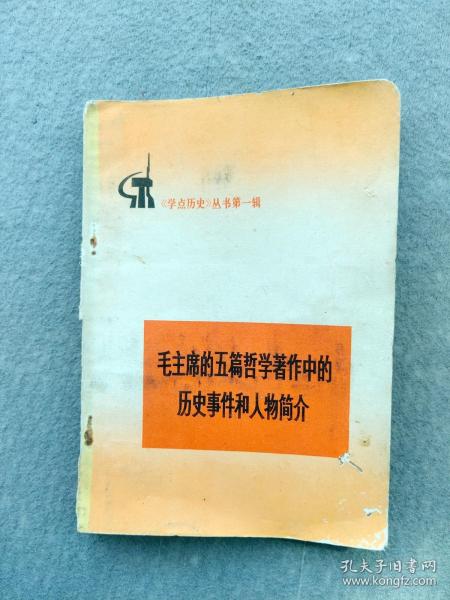 《学点历史》丛书第一辑
毛主席的五篇哲学著作中的
历史事件和人物简介
孔夫子旧书网
www.kongfz.com